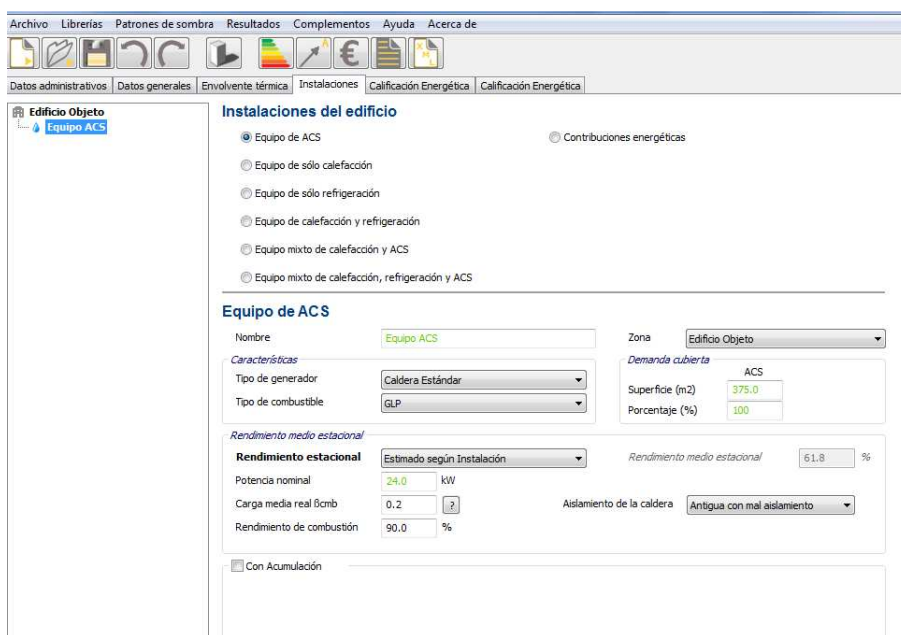 Archivo Librerías Patrones de sombra Resultados Complementos Ayuda Acerca de
Datos administrativos Datos generales Envolvente térmica Instalaciones Calificación Energética Calificación Energética
Edificio Objeto
Equipo ACS
Instalaciones del edificio
Equipo de ACS Contribuciones energéticas
Equipo de sólo calefacción
Equipo de sólo refrigeración
Equipo de calefacción y refrigeración
Equipo mixto de calefacción y ACS
Equipo mixto de calefacción, refrigeración y ACS
Equipo de ACS
Nombre Equipo ACS Zona Edificio Objeto
Características Demanda cubierta
ACS
Tipo de generador Caldera Estándar
Superficie (m2) 375.0
Tipo de combustible GLP
Porcentaje (%) 100
Rendimiento medio estacional
Rendimiento estacional Estimado según Instalación Rendimiento medio estacional 61.8 %
Potencia nominal 24.0 kW
Carga media real ßcmb 0.2 ? Aislamiento de la caldera Antigua con mal aislamiento
Rendimiento de combustión 90.0 %
Con Acumulación